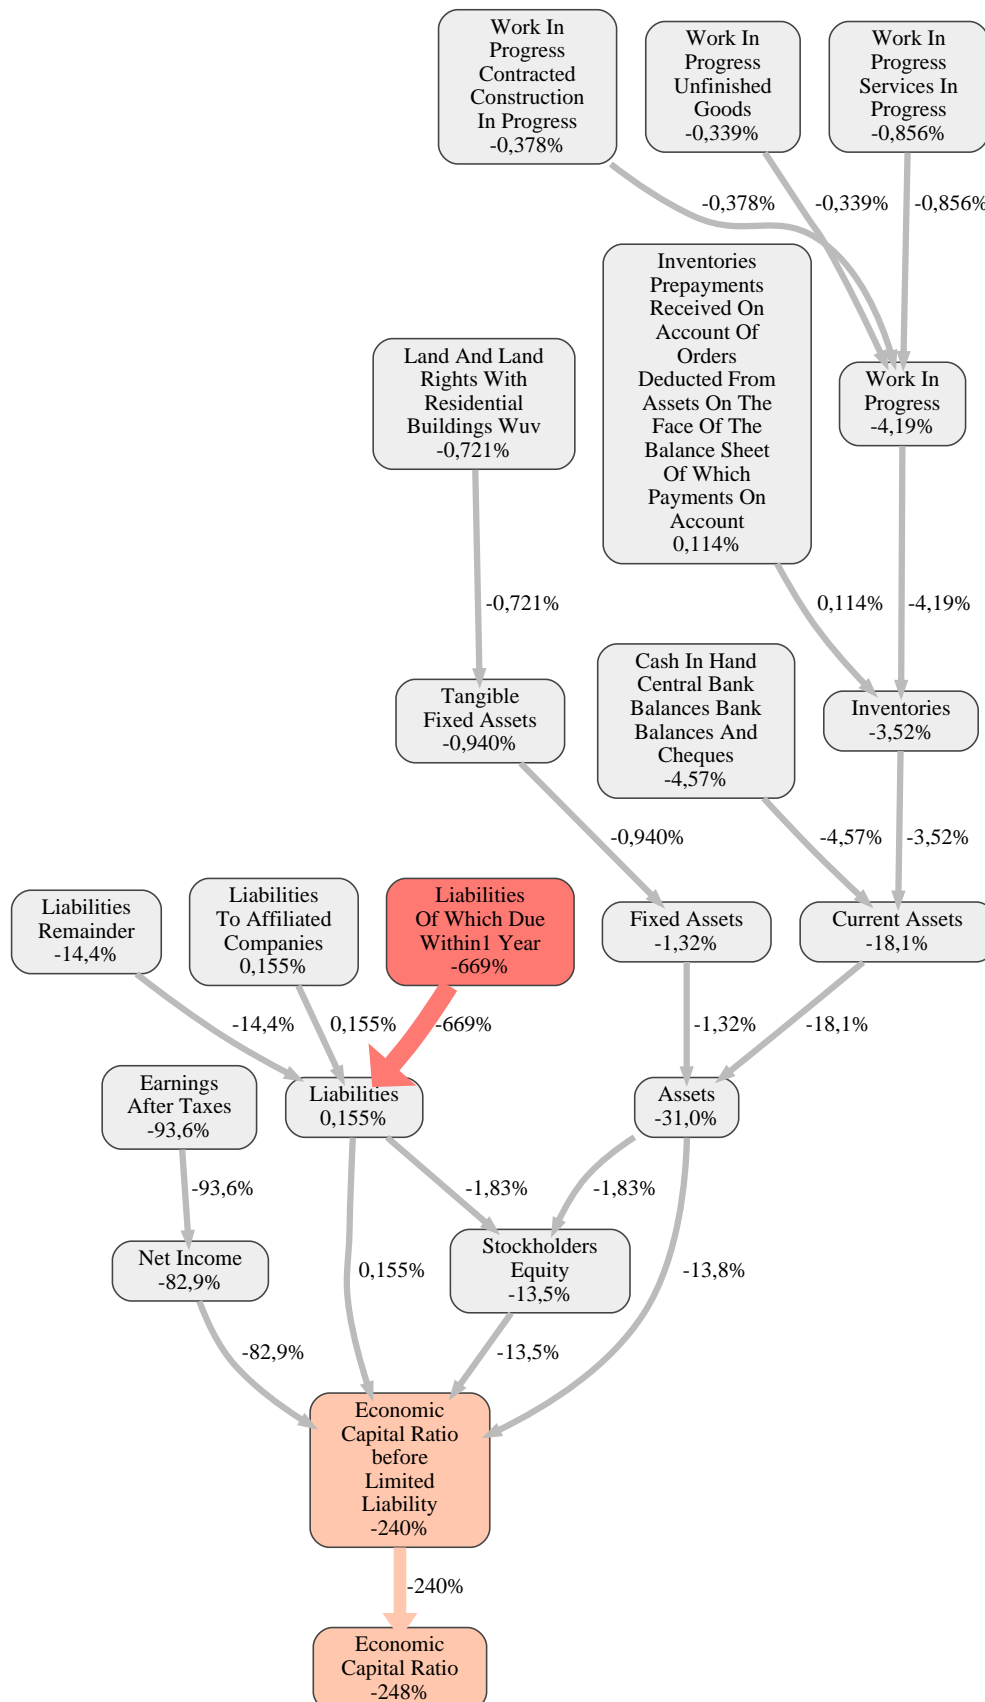 Work In
Progress
Contracted
Construction
In Progress
-0,378%
Work In
Progress
Unfinished
Goods
-0,339%
Work In
Progress
Services In
Progress
-0,856%
-0,378%
-0,339%
-0,856%
Inventories
Prepayments
Received On
Account Of
Orders
Deducted From
Assets On The
Face Of The
Balance Sheet
Of Which
Payments On
Account
0,114%
Land And Land
Rights With
Residential
Buildings Wuv
-0,721%
Work In
Progress
-4,19%
-0,721%
0,114%
-4,19%
Cash In Hand
Central Bank
Balances Bank
Balances And
Cheques
-4,57%
Tangible
Fixed Assets
-0,940%
Inventories
-3,52%
-0,940%
-4,57%
-3,52%
Liabilities
Remainder
-14,4%
Liabilities
To Affiliated
Companies
0,155%
Liabilities
Of Which Due
Within1 Year
-669%
Fixed Assets
-1,32%
Current Assets
-18,1%
-14,4%
0,155%
-669%
-1,32%
-18,1%
Earnings
After Taxes
-93,6%
Liabilities
0,155%
Assets
-31,0%
-93,6%
-1,83%
-1,83%
Net Income
-82,9%
0,155%
Stockholders
Equity
-13,5%
-13,8%
-82,9%
-13,5%
Economic
Capital Ratio
before
Limited
Liability
-240%
-240%
Economic
Capital Ratio
-248%